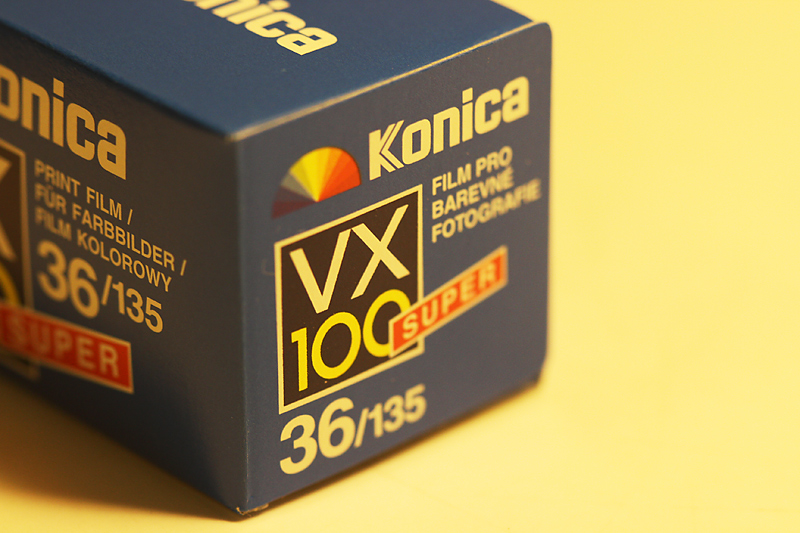 Konica
Konica
PRINT FILM /
FÜR FARBBILDER /
FILM KOLOROWY
36/135
SUPER
Konica
FILM PRO
BAREVNÉ
FOTOGRAFIE
VX
100
SUPER
36/135